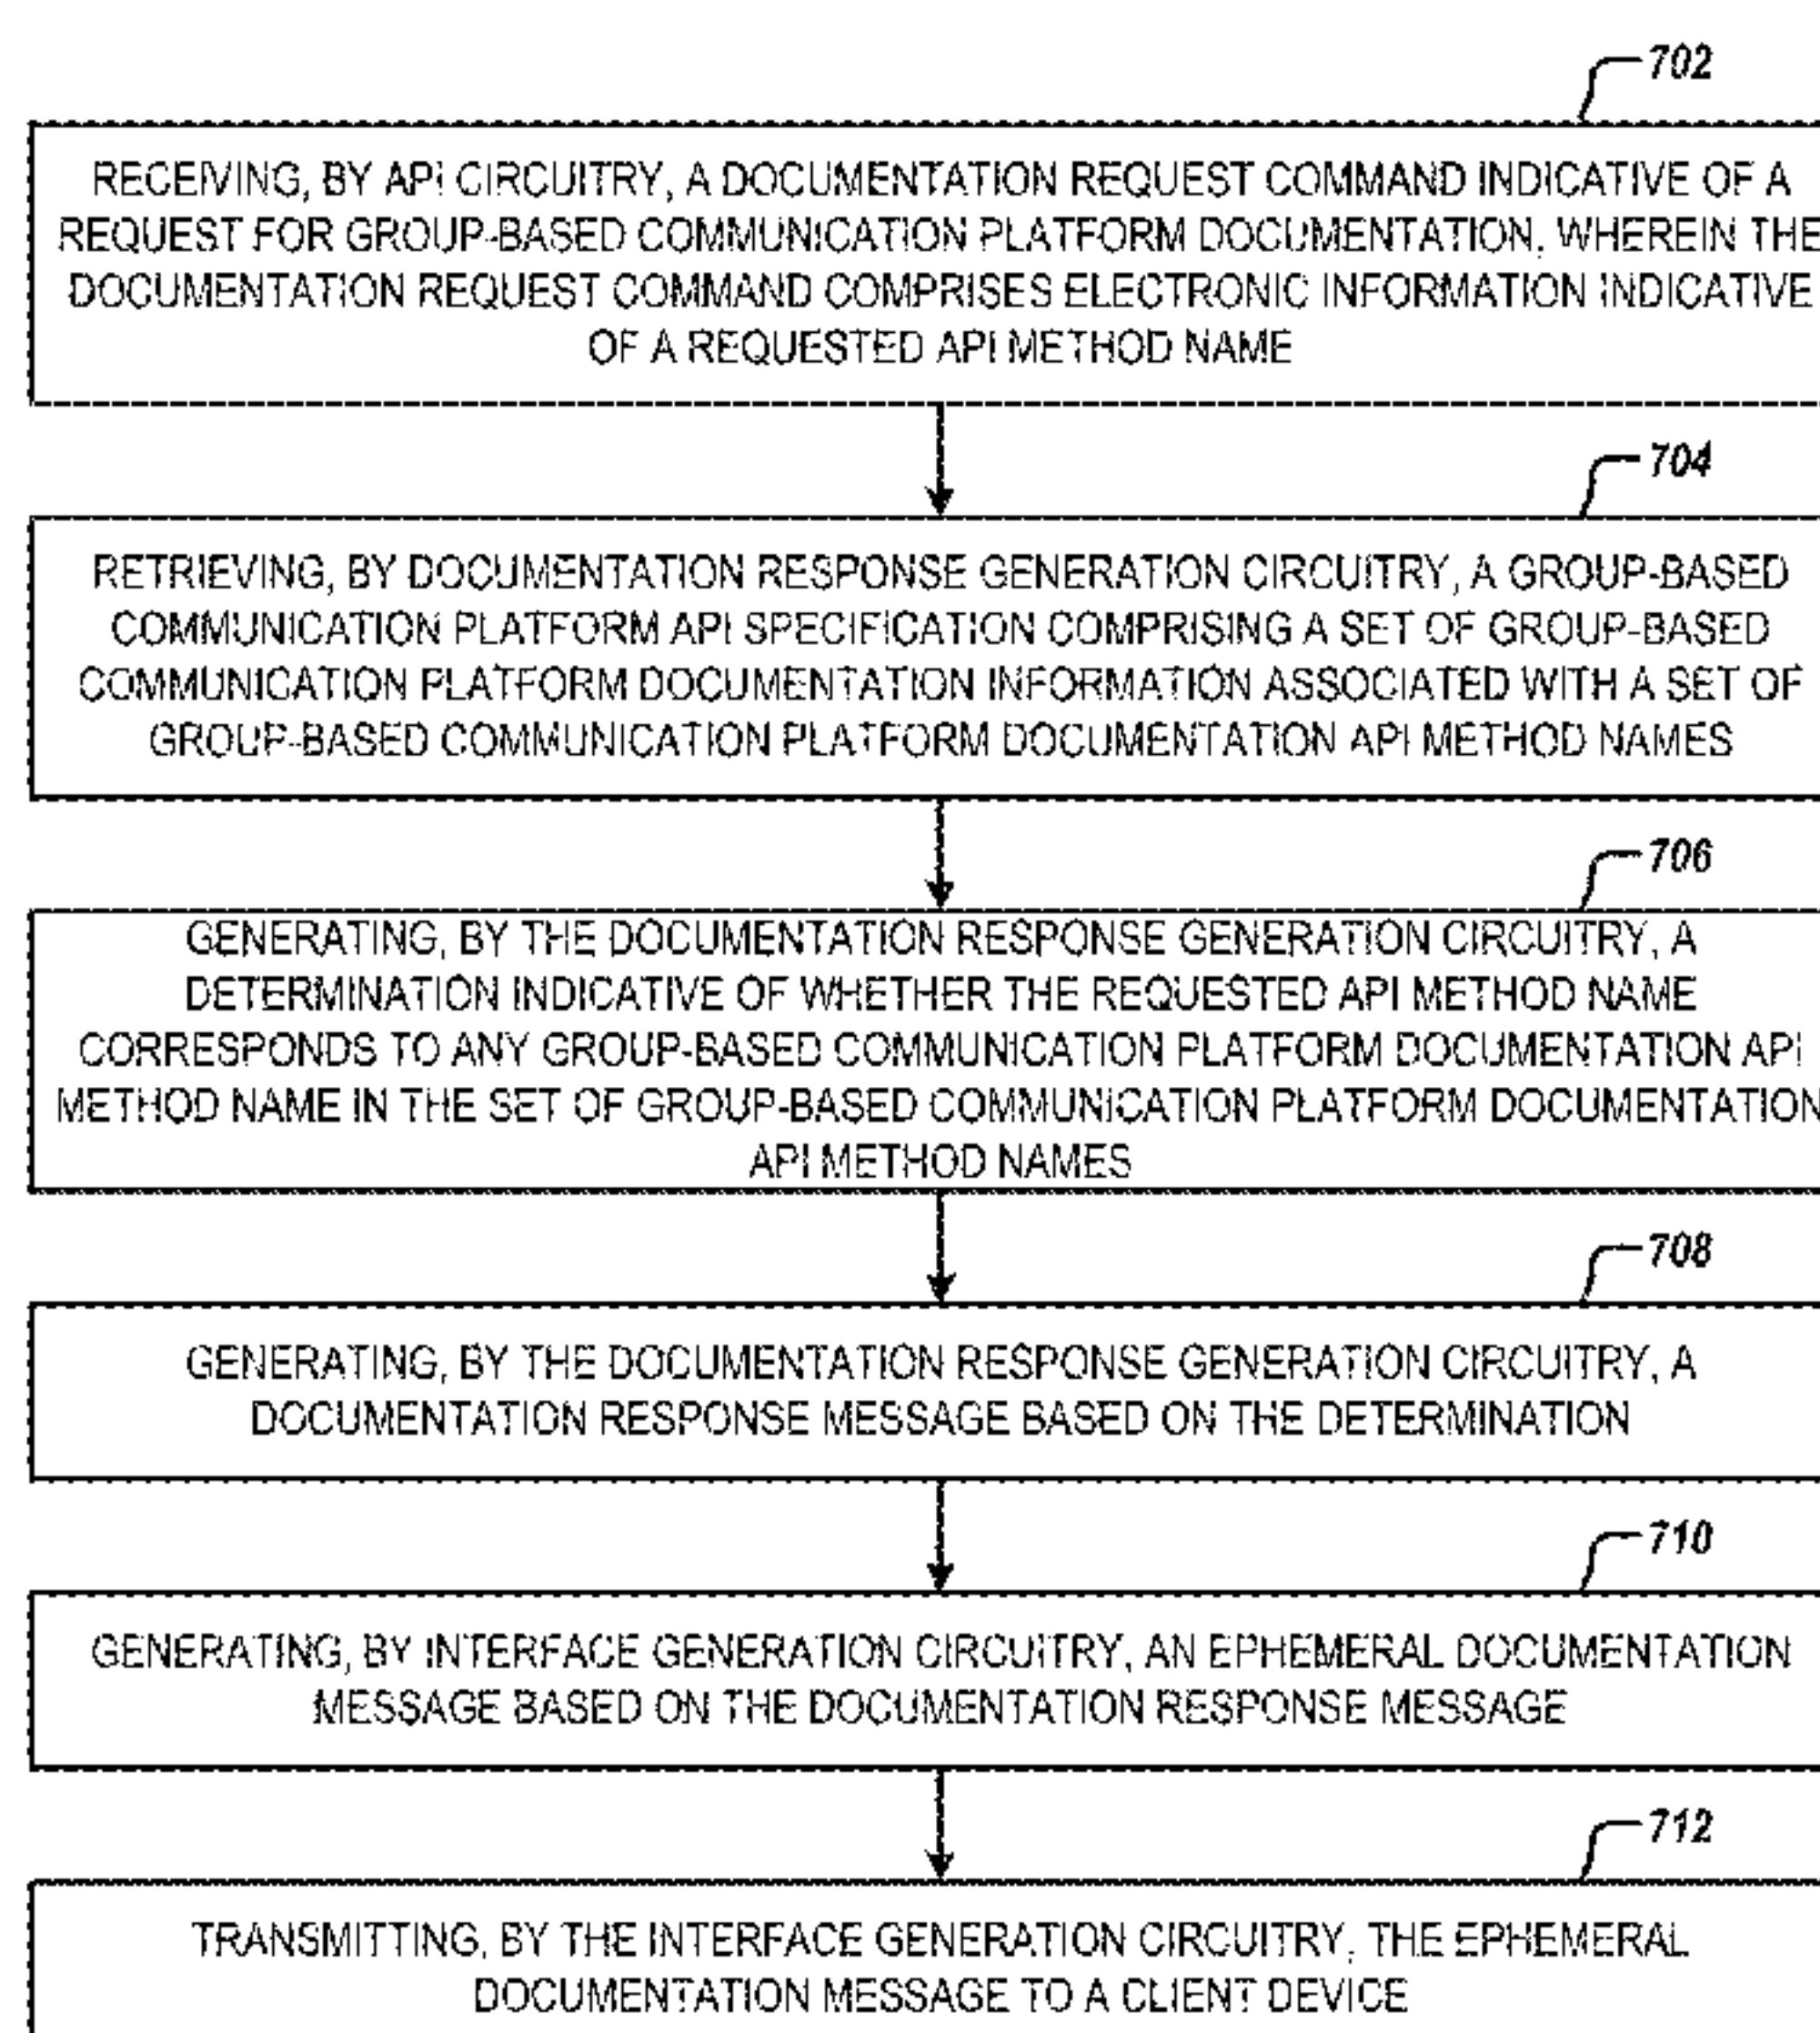 702
RECEIVING, BY API CIRCUITRY, A DOCUMENTATION REQUEST COMMAND INDICATIVE OF A
REQUEST FOR GROUP-BASED COMMUNICATION PLATFORM DOCUMENTATION, WHEREIN THE
DOCUMENTATION REQUEST COMMAND COMPRISES ELECTRONIC INFORMATION INDICATIVE
OF A REQUESTED API METHOD NAME
704
RETRIEVING, BY DOCUMENTATION RESPONSE GENERATION CIRCUITRY, A GROUP-BASED
COMMUNICATION PLATFORM API SPECIFICATION COMPRISING A SET OF GROUP-BASED
COMMUNICATION PLATFORM DOCUMENTATION INFORMATION ASSOCIATED WITH A SET OF
GROUP-BASED COMMUNICATION PLATFORM DOCUMENTATION API METHOD NAMES
706
GENERATING, BY THE DOCUMENTATION RESPONSE GENERATION CIRCUITRY, A
DETERMINATION INDICATIVE OF WHETHER THE REQUESTED API METHOD NAME
CORRESPONDS TO ANY GROUP-BASED COMMUNICATION PLATFORM DOCUMENTATION API
METHOD NAME IN THE SET OF GROUP-BASED COMMUNICATION PLATFORM DOCUMENTATION
API METHOD NAMES
708
GENERATING, BY THE DOCUMENTATION RESPONSE GENERATION CIRCUITRY, A
DOCUMENTATION RESPONSE MESSAGE BASED ON THE DETERMINATION
710
GENERATING, BY INTERFACE GENERATION CIRCUITRY, AN EPHEMERAL DOCUMENTATION
MESSAGE BASED ON THE DOCUMENTATION RESPONSE MESSAGE
712
TRANSMITTING, BY THE INTERFACE GENERATION CIRCUITRY, THE EPHEMERAL
DOCUMENTATION MESSAGE TO A CLIENT DEVICE